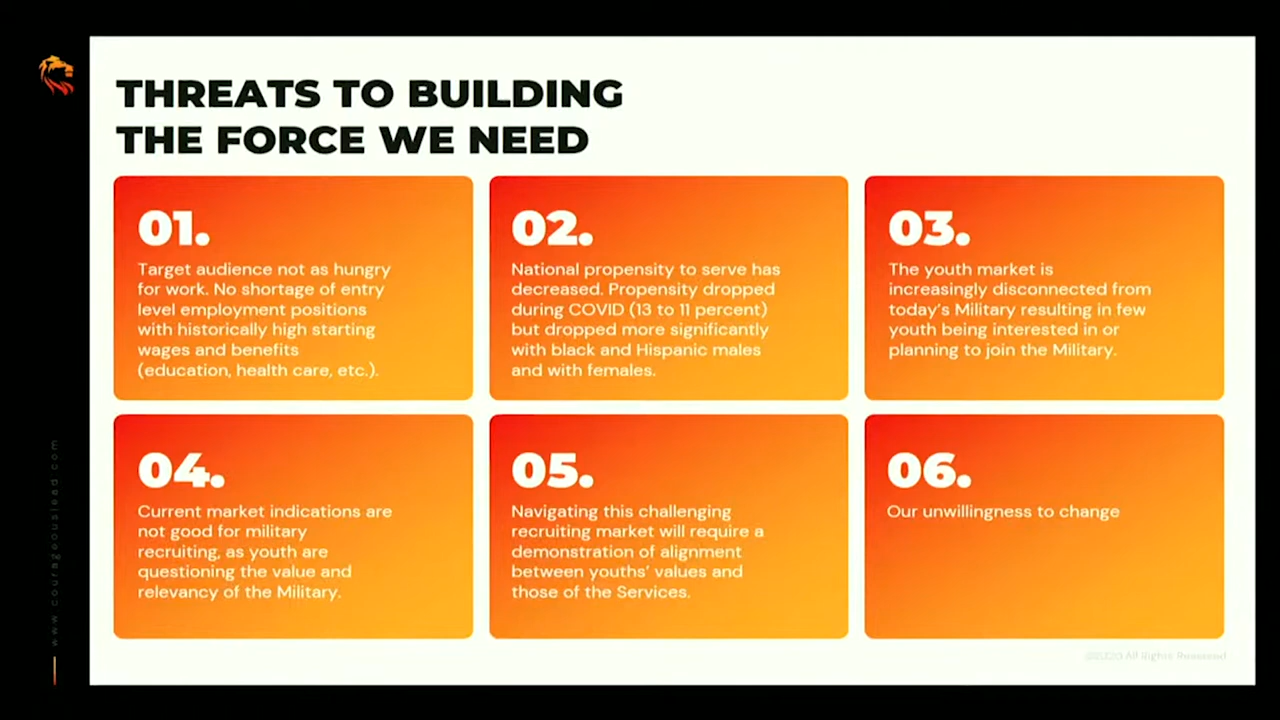 THREATS TO BUILDING
THE FORCE WE NEED
01.
Target audience not as hungry
for work. No shortage of entry
level employment positions
with historically high starting
wages and benefits
(education, health care, etc.).
02.
National propensity to serve has
decreased. Propensity dropped
during COVID (13 to 11 percent)
but dropped more significantly
with black and Hispanic males
and with females.
03.
The youth market is
increasingly disconnected from
today's Military resulting in few
youth being interested in or
planning to join the Military.
04.
Current market indications are
not good for military
recruiting, as youth are
questioning the value and
relevancy of the Military.
05.
Navigating this challenging
recruiting market will require a
demonstration of alignment
between youths' values and
those of the Services.
06.
Our unwillingness to change
www.courageouslead.com
All Rights Reserved